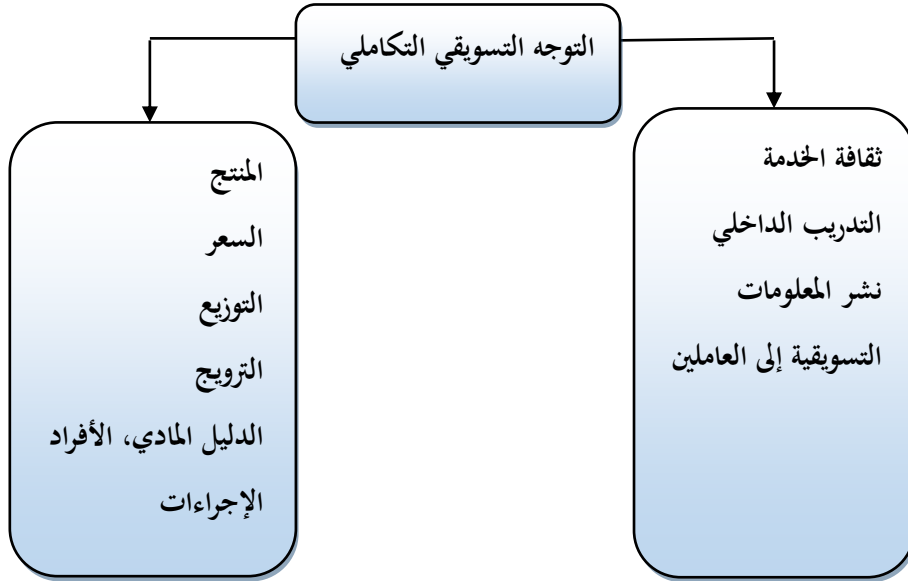 التوجه التسويقي التكاملي
ثقافة الخدمة
التدريب الداخلي
نشر المعلومات
التسويقية إلى العاملين
المنتج
السعر
التوزيع
الترويج
الدليل المادي، الأفراد
الإجراءات